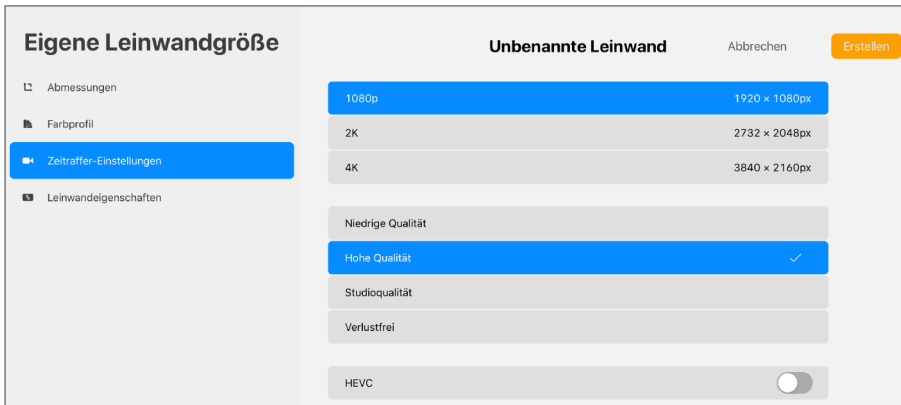 Eigene Leinwandgröße
Unbenannte Leinwand Abbrechen Erstellen
Abmessungen
Farbprofil
Zeitraffer-Einstellungen
Leinwandeigenschaften
1080p 1920 × 1080px
2K 2732 × 2048px
4K 3840 × 2160px
Niedrige Qualität
Hohe Qualität
Studioqualität
Verlustfrei
HEVC